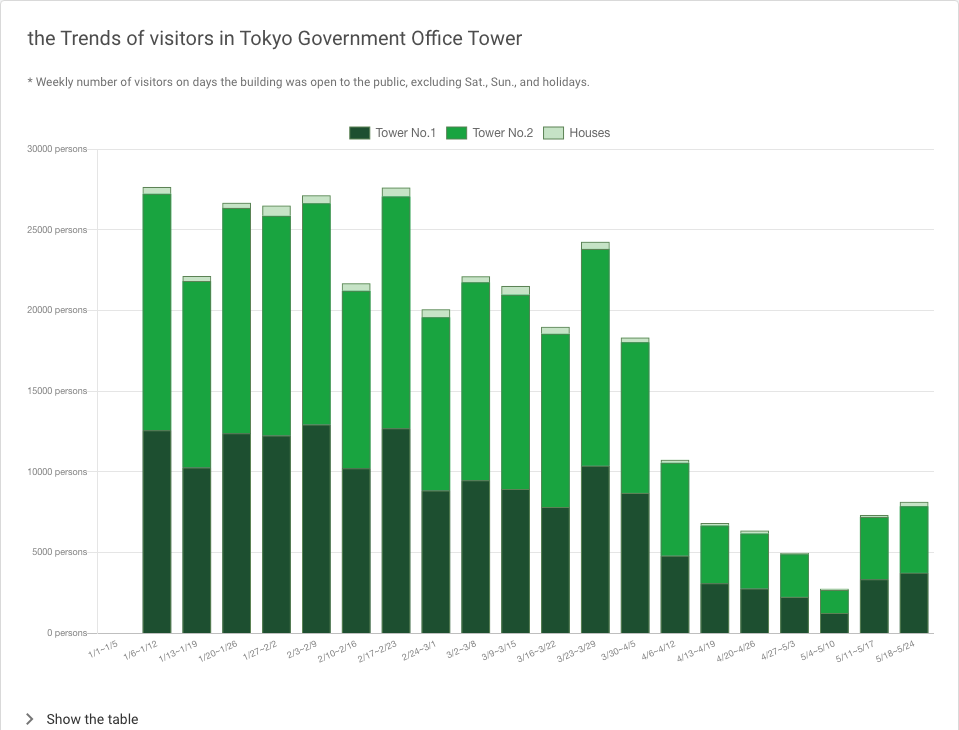 the Trends of visitors in Tokyo Government Office Tower
* Weekly number of visitors on days the building was open to the public, excluding Sat., Sun., and holidays.
Tower No.1 Tower No.2 Houses
30000 persons
25000 persons
20000 persons
15000 persons
10000 persons
5000 persons
0 persons
1/1~1/5 1/6~1/12 1/13~1/19 1/20~1/26 1/27~2/2 2/3~2/9 2/10~2/16 2/17~2/23 2/24~3/1 3/2~3/8 3/9~3/15 3/16~3/22 3/23~3/29 3/30~4/5 4/6~4/12 4/13~4/19 4/20~4/26 4/27~5/3 5/4~5/10 5/11~5/17 5/18~5/24
Show the table